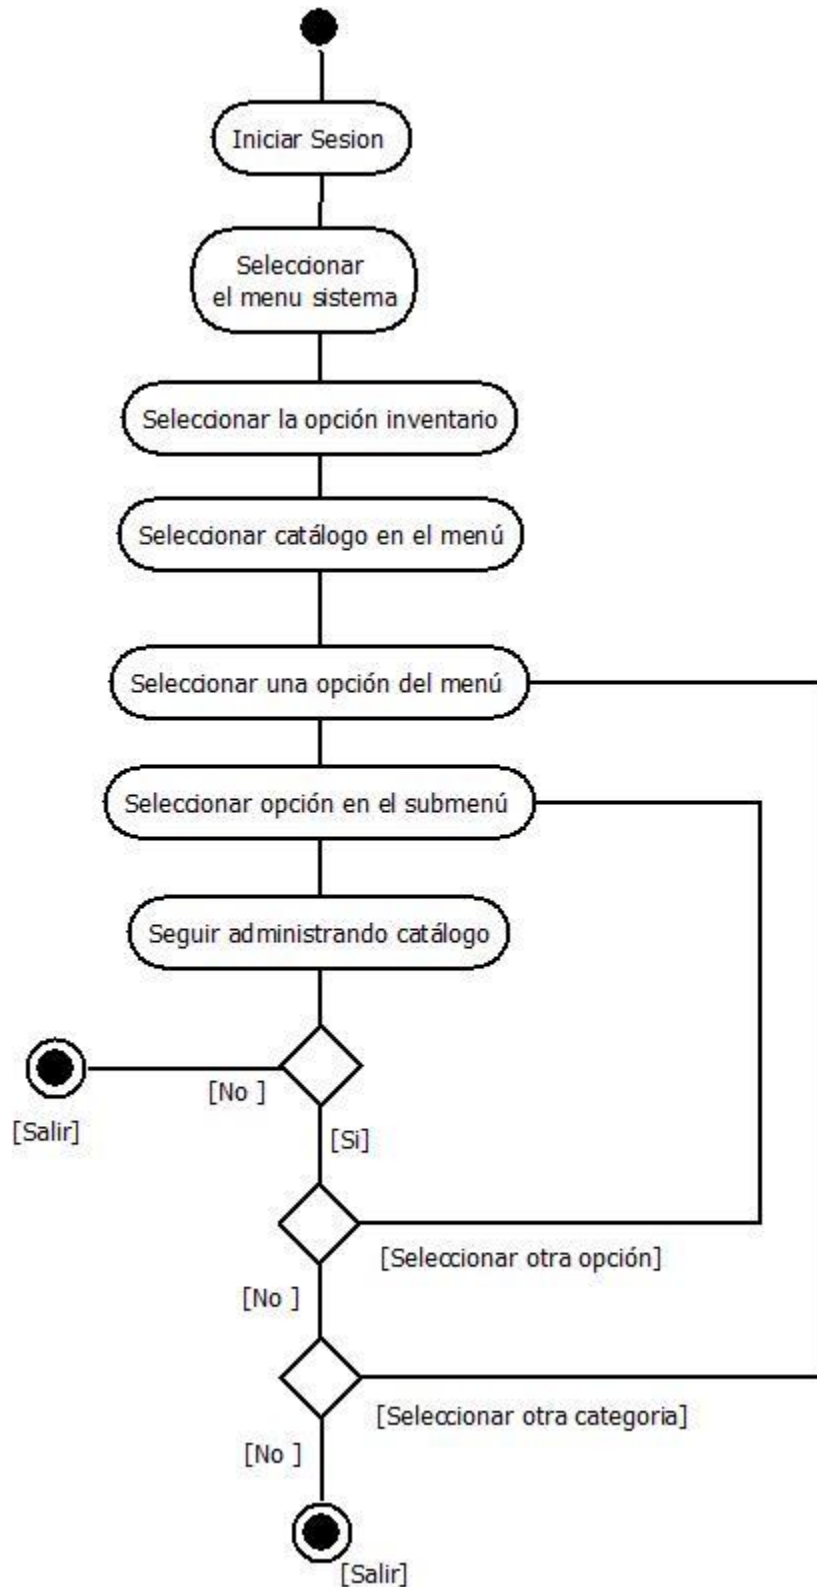 Iniciar Sesion
Seleccionar
el menu sistema
Seleccionar la opción inventario
Seleccionar catálogo en el menú
Seleccionar una opción del menú
Seleccionar opción en el submenú
Seguir administrando catálogo
[No ]
[Salir]
[Si]
[Seleccionar otra opción]
[No ]
[Seleccionar otra categoria]
[No ]
[Salir]